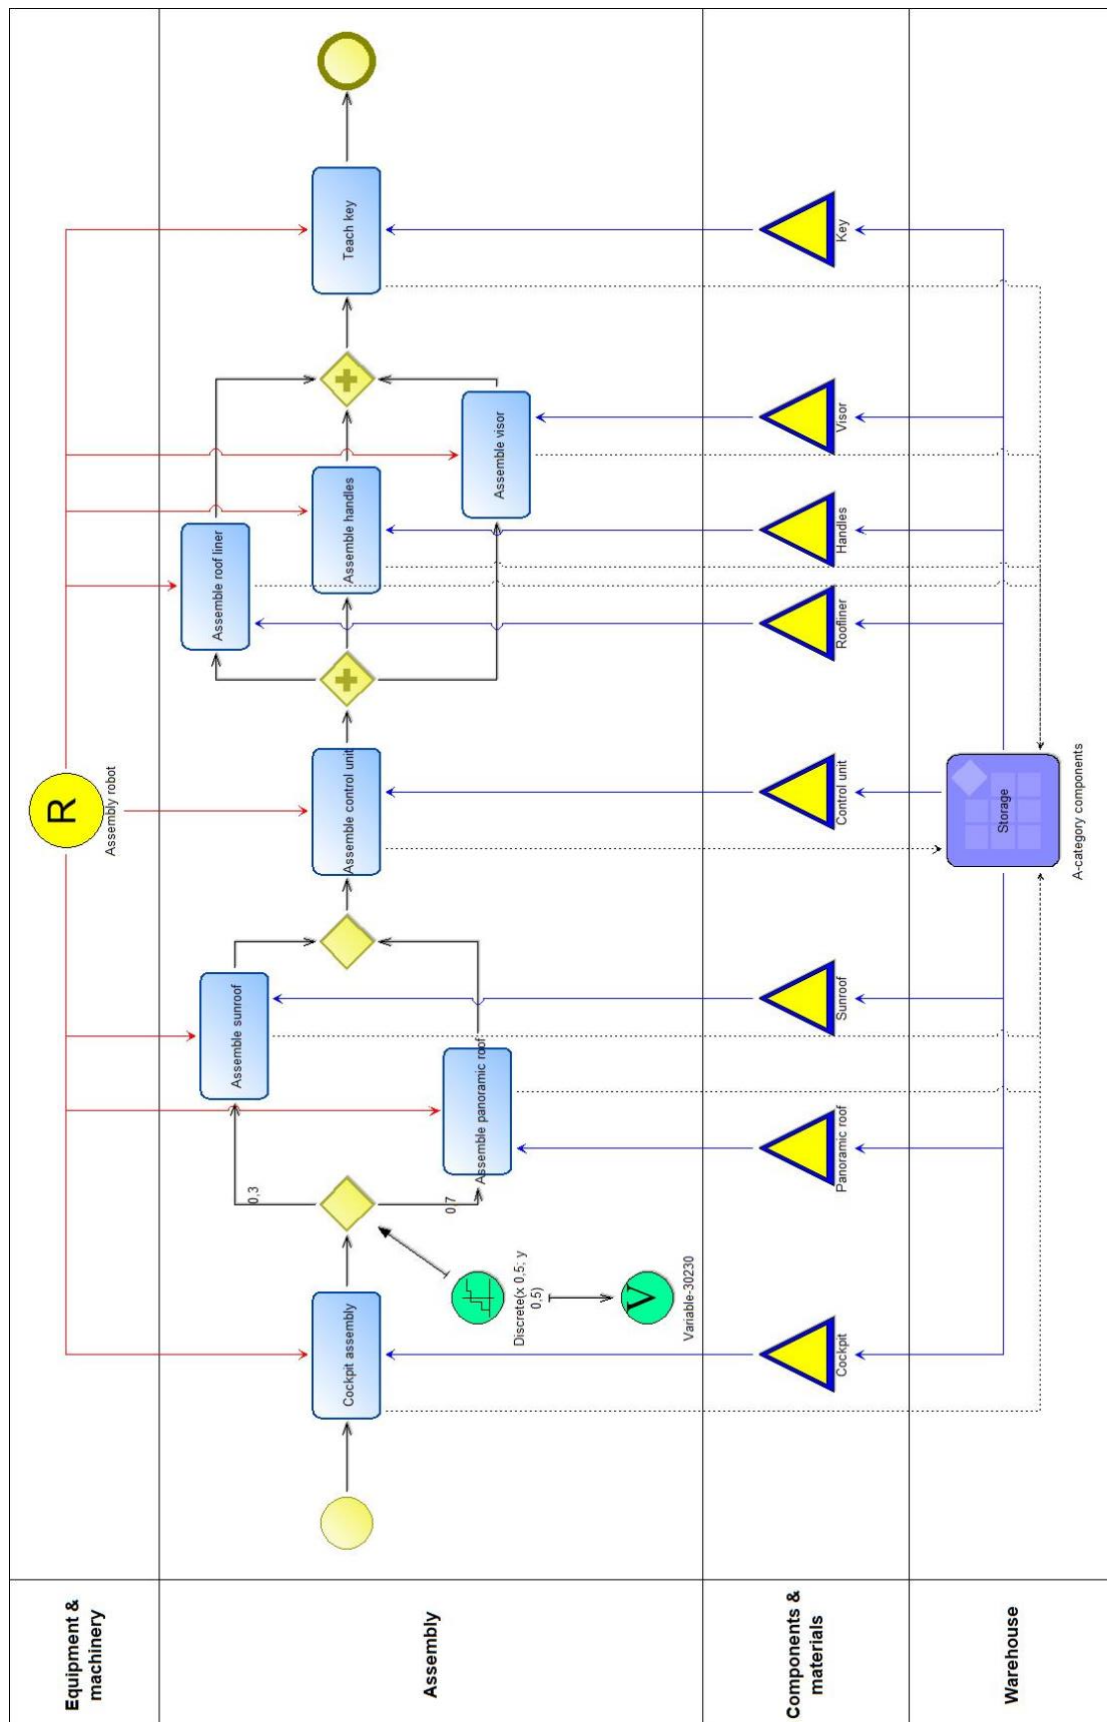 Equipment &
machinery
R
Assembly robot
Assembly
Cockpit assembly
0,3
0,7
Discrete(x 0,5; y
0,5)
V
Variable-30230
Assemble sunroof
Assemble panoramic roof
Assemble control unit
Assemble roof liner
Assemble handles
Assemble visor
Teach key
Components &
materials
Cockpit
Panoramic roof
Sunroof
Control unit
Roofliner
Handles
Visor
Key
Warehouse
Storage
A-category components